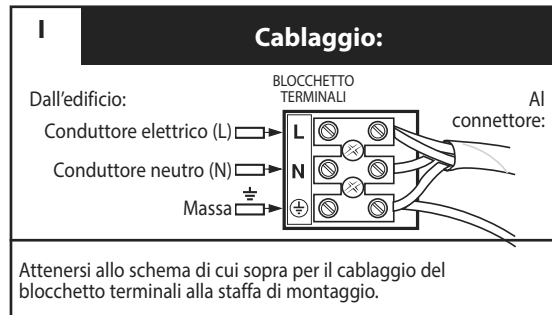 I
Cablaggio:
BLOCCHETTO
TERMINALI
Dall'edificio:
Al
connettore:
Conduttore elettrico (L)
L
Conduttore neutro (N)
N
Massa
Attenersi allo schema di cui sopra per il cablaggio del
blocchetto terminali alla staffa di montaggio.